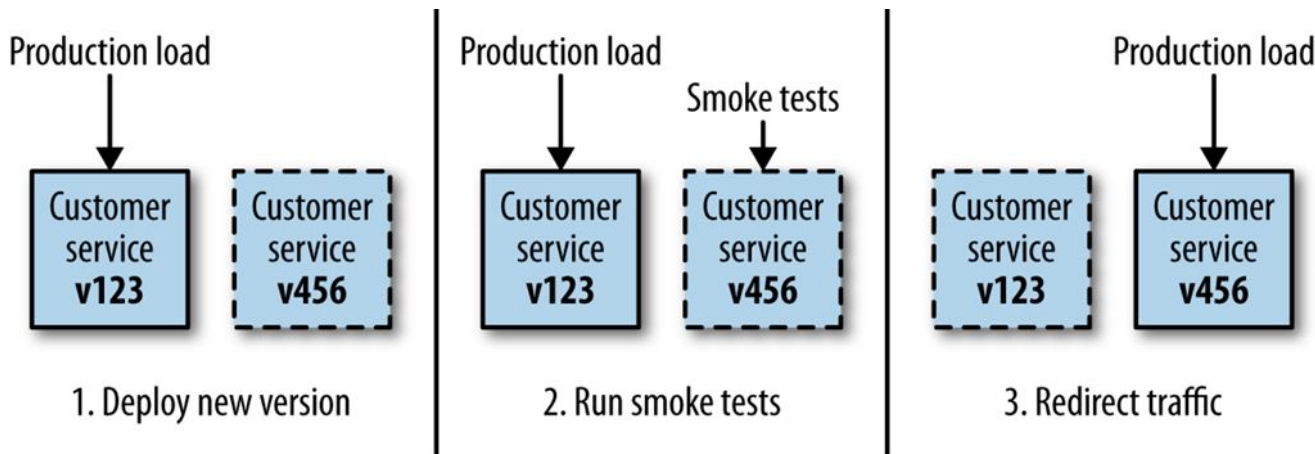 Production load
Customer
service
v123
Customer
service
v456
1. Deploy new version
Production load
Smoke tests
Customer
service
v123
Customer
service
v456
2. Run smoke tests
Production load
Customer
service
v123
Customer
service
v456
3. Redirect traffic